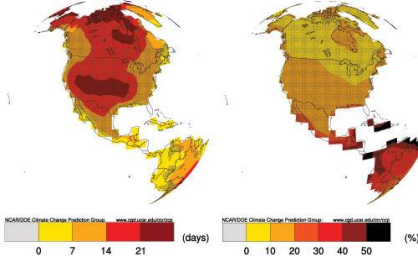 NCAR/DOE Climate Change Prediction Group www.cgd.ucar.edu/ccr/ccp
0 7 14 21 (days)
NCAR/DOE Climate Change Prediction Group www.cgd.ucar.edu/ccr/ccp
0 10 20 30 40 50 (%)